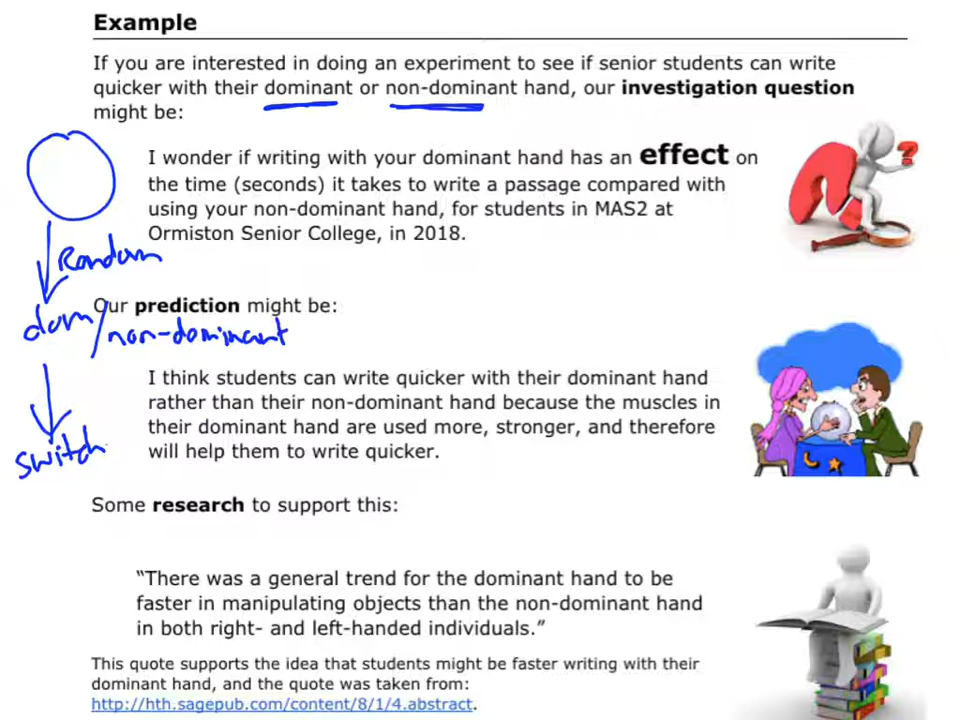 Example
If you are interested in doing an experiment to see if senior students can write
quicker with their dominant or non-dominant hand, our investigation question
might be:
I wonder if writing with your dominant hand has an effect on
the time (seconds) it takes to write a passage compared with
using your non-dominant hand, for students in MAS2 at
Ormiston Senior College, in 2018.
Random
Our prediction might be:
dom/
non-dominant
I think students can write quicker with their dominant hand
rather than their non-dominant hand because the muscles in
their dominant hand are used more, stronger, and therefore
will help them to write quicker.
switch
Some research to support this:
“There was a general trend for the dominant hand to be
faster in manipulating objects than the non-dominant hand
in both right- and left-handed individuals.”
This quote supports the idea that students might be faster writing with their
dominant hand, and the quote was taken from:
http://hth.sagepub.com/content/8/1/4.abstract.